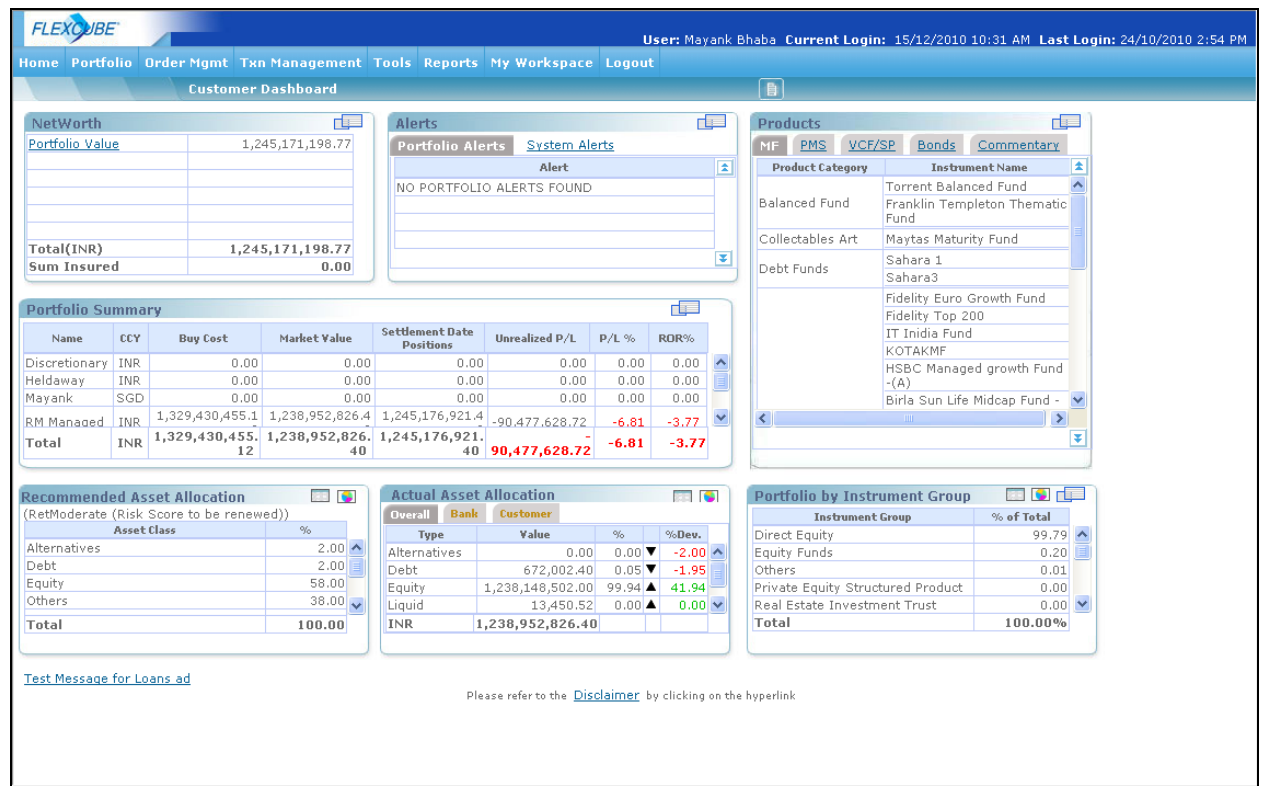 FLEXCUBE
User: Mayank Bhaba Current Login: 15/12/2010 10:31 AM Last Login: 24/10/2010 2:54 PM
Home Portfolio Order Mgmt Txn Management Tools Reports My Workspace Logout
Customer Dashboard
NetWorth
Portfolio Value 1,245,171,198.77
Total(INR) 1,245,171,198.77
Sum Insured 0.00
Alerts
Portfolio Alerts System Alerts
Alert
NO PORTFOLIO ALERTS FOUND
Products
MF PMS VCF/SP Bonds Commentary
Product Category Instrument Name
Balanced Fund
Torrent Balanced Fund
Franklin Templeton Thematic
Fund
Collectables Art Maytas Maturity Fund
Debt Funds
Sahara 1
Sahara3
Fidelity Euro Growth Fund
Fidelity Top 200
IT Inidia Fund
KOTAKMF
HSBC Managed growth Fund
-(A)
Birla Sun Life Midcap Fund -
Portfolio Summary
Name CCY Buy Cost Market Value Settlement Date Positions Unrealized P/L P/L % ROR%
Discretionary INR 0.00 0.00 0.00 0.00 0.00 0.00
Heldaway INR 0.00 0.00 0.00 0.00 0.00 0.00
Mayank SGD 0.00 0.00 0.00 0.00 0.00 0.00
RM Managed INR 1,329,430,455.1 1,238,952,826.4 1,245,176,921.4 -90,477,628.72 -6.81 -3.77
Total INR 1,329,430,455.12 1,238,952,826.40 1,245,176,921.40 -90,477,628.72 -6.81 -3.77
Recommended Asset Allocation
(RetModerate (Risk Score to be renewed))
Asset Class %
Alternatives 2.00
Debt 2.00
Equity 58.00
Others 38.00
Total 100.00
Actual Asset Allocation
Overall Bank Customer
Type Value % %Dev.
Alternatives 0.00 0.00 ▼ -2.00
Debt 672,002.40 0.05 ▼ -1.95
Equity 1,238,148,502.00 99.94 ▲ 41.94
Liquid 13,450.52 0.00 ▲ 0.00
INR 1,238,952,826.40
Portfolio by Instrument Group
Instrument Group % of Total
Direct Equity 99.79
Equity Funds 0.20
Others 0.01
Private Equity Structured Product 0.00
Real Estate Investment Trust 0.00
Total 100.00%
Test Message for Loans ad
Please refer to the Disclaimer by clicking on the hyperlink